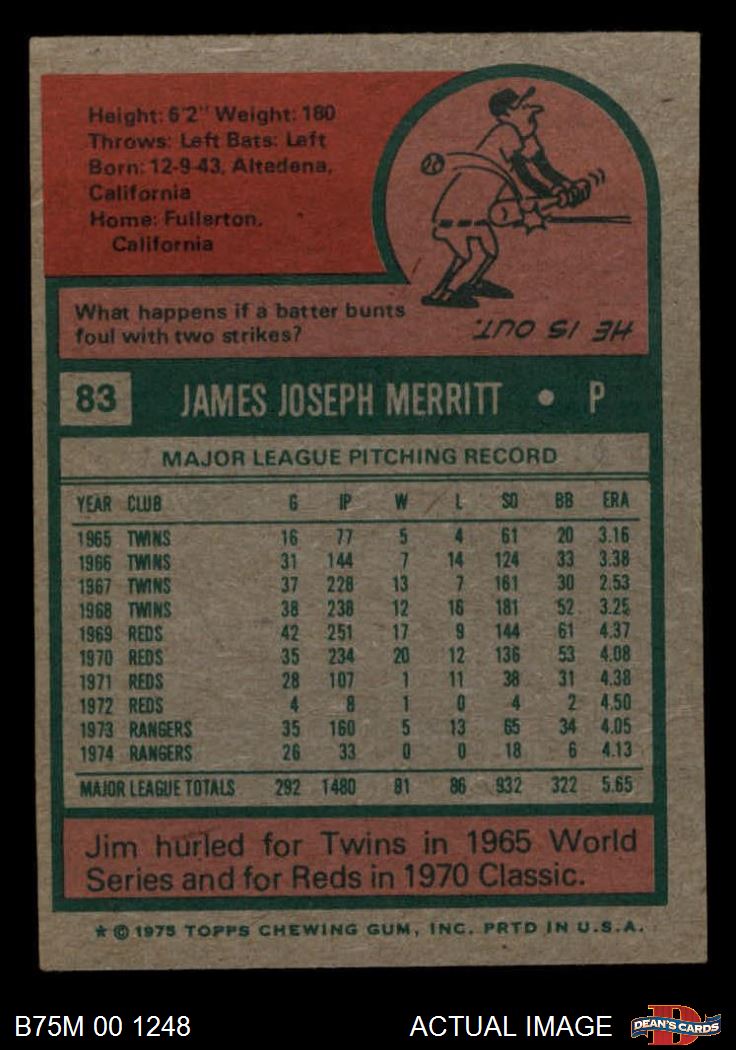 Height: 6'2" Weight: 180
Throws: Left Bats: Left
Born: 12-9-43, Altedena,
California
Home: Fullerton,
California
What happens if a batter bunts
foul with two strikes?
HE IS OUT.
83 JAMES JOSEPH MERRITT • P
MAJOR LEAGUE PITCHING RECORD
YEAR CLUB G IP W L SO BB ERA
1965 TWINS 16 77 5 4 61 20 3.16
1966 TWINS 31 144 7 14 124 33 3.38
1967 TWINS 37 228 13 7 161 30 2.53
1968 TWINS 38 238 12 16 181 52 3.25
1969 REDS 42 251 17 9 144 61 4.37
1970 REDS 35 234 20 12 136 53 4.08
1971 REDS 28 107 1 11 38 31 4.38
1972 REDS 4 8 1 0 4 2 4.50
1973 RANGERS 35 160 5 13 65 34 4.05
1974 RANGERS 26 33 0 0 18 6 4.13
MAJOR LEAGUE TOTALS 292 1480 81 86 932 322 5.65
Jim hurled for Twins in 1965 World
Series and for Reds in 1970 Classic.
* © 1975 TOPPS CHEWING GUM, INC. PRTD IN U.S.A.
B75M 00 1248 ACTUAL IMAGE
D
DEAN'S CARDS